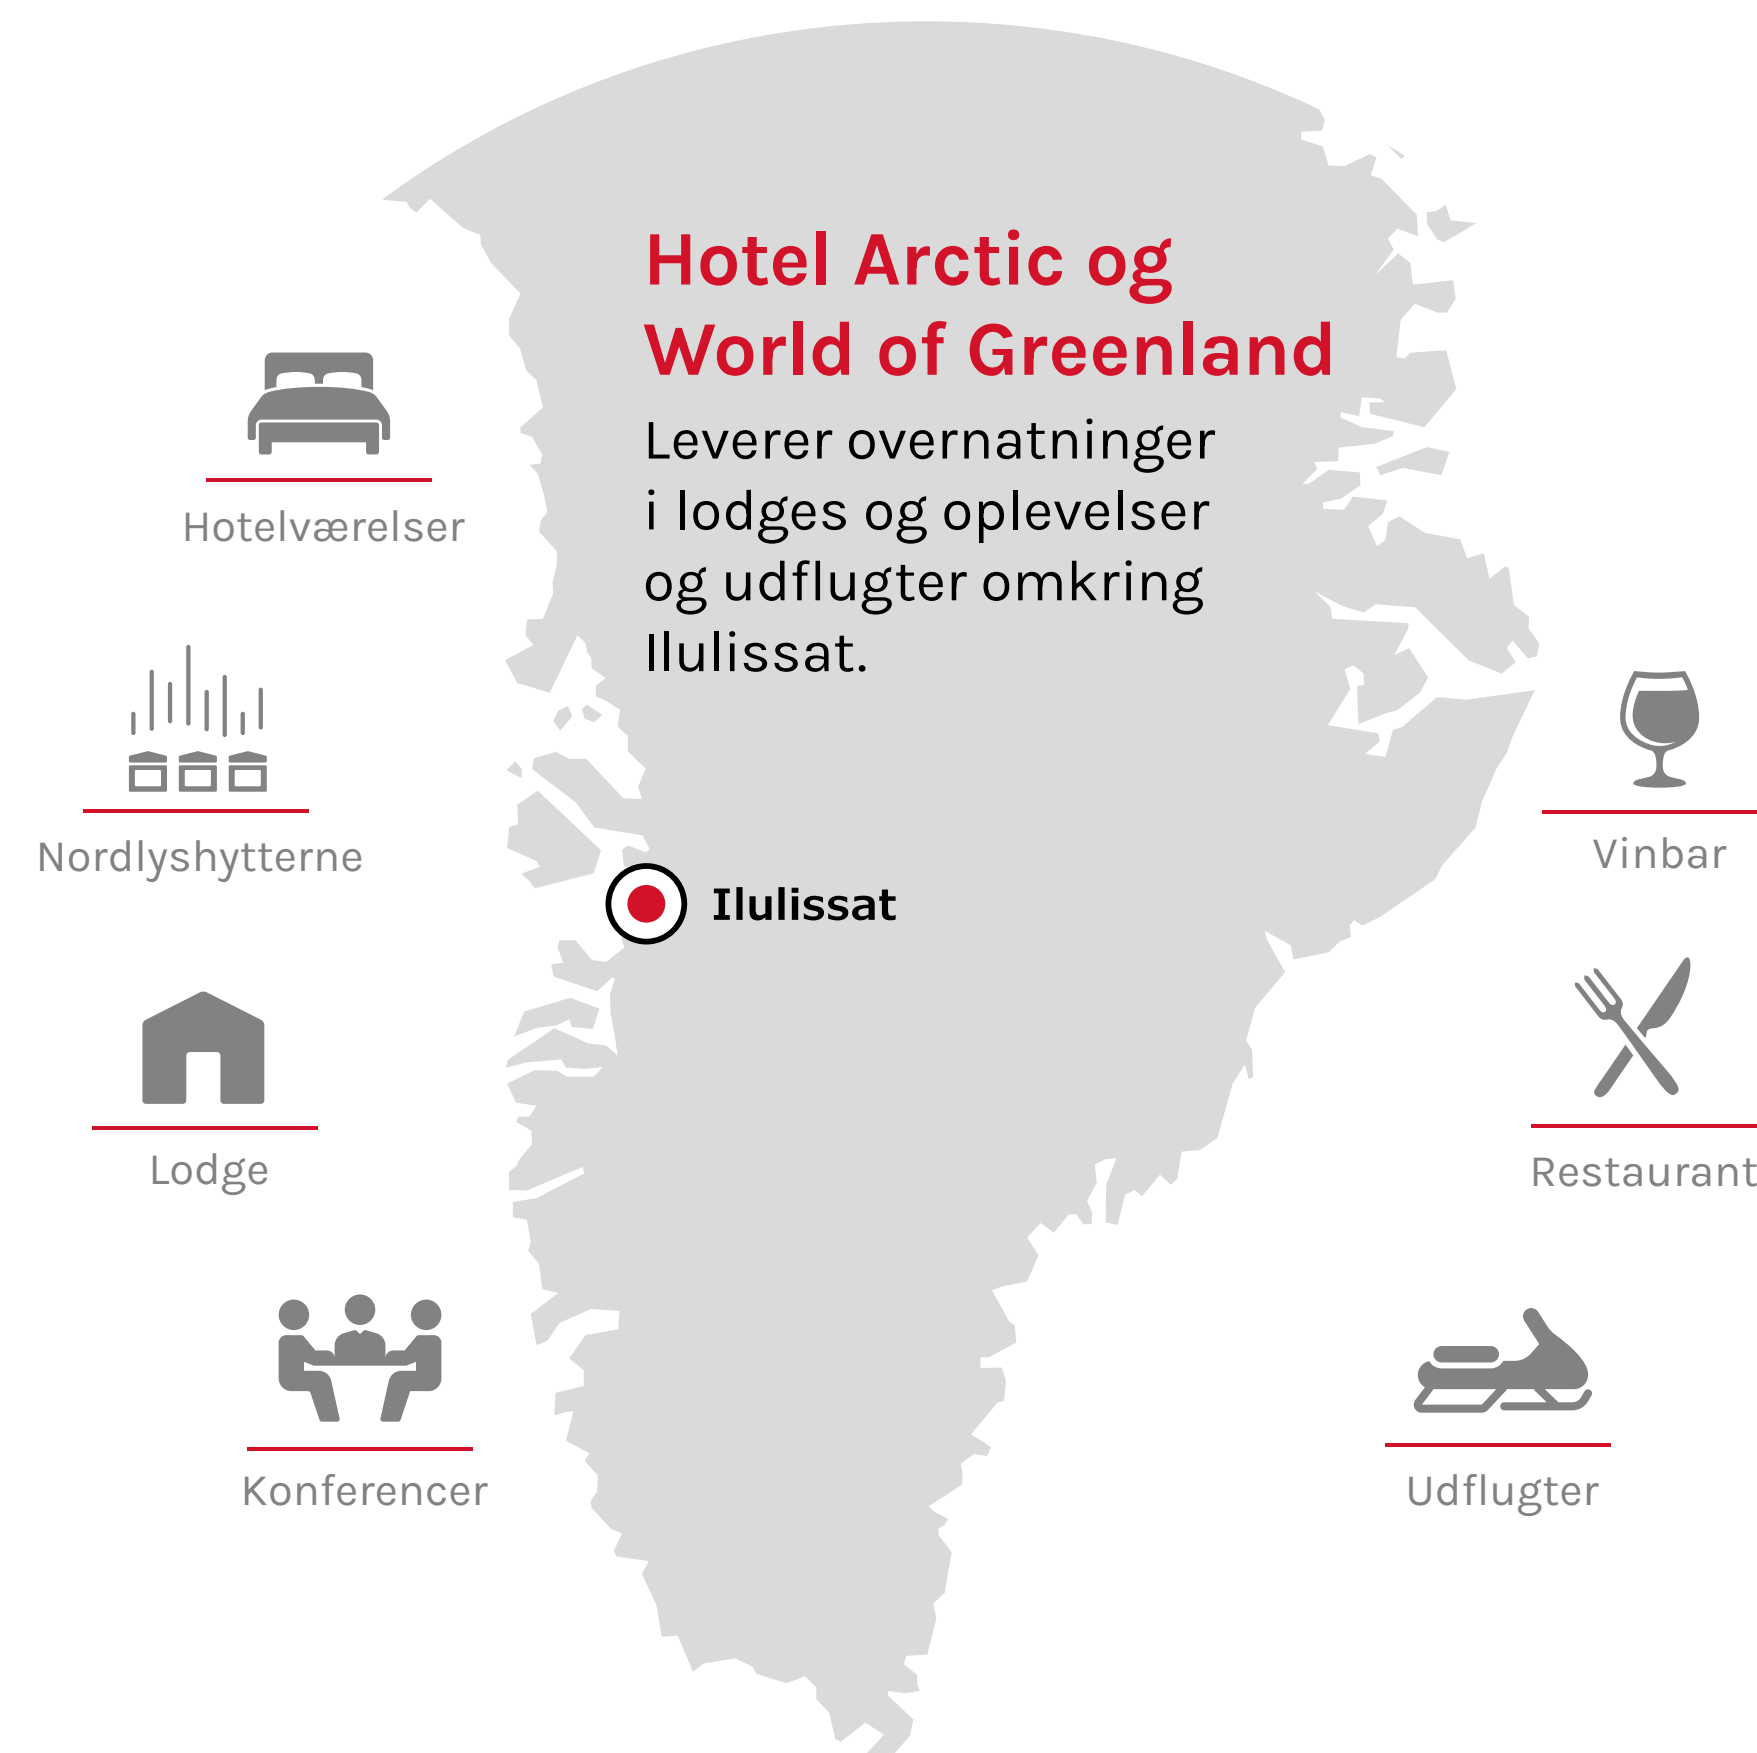 Hotel Arctic og
World of Greenland
Leverer overnatninger
i lodges og oplevelser
og udflugter omkring
Ilulissat.
Hotelværelser
Nordlyshytterne
Vinbar
Ilulissat
Lodge
Restaurant
Konferencer
Udflugter